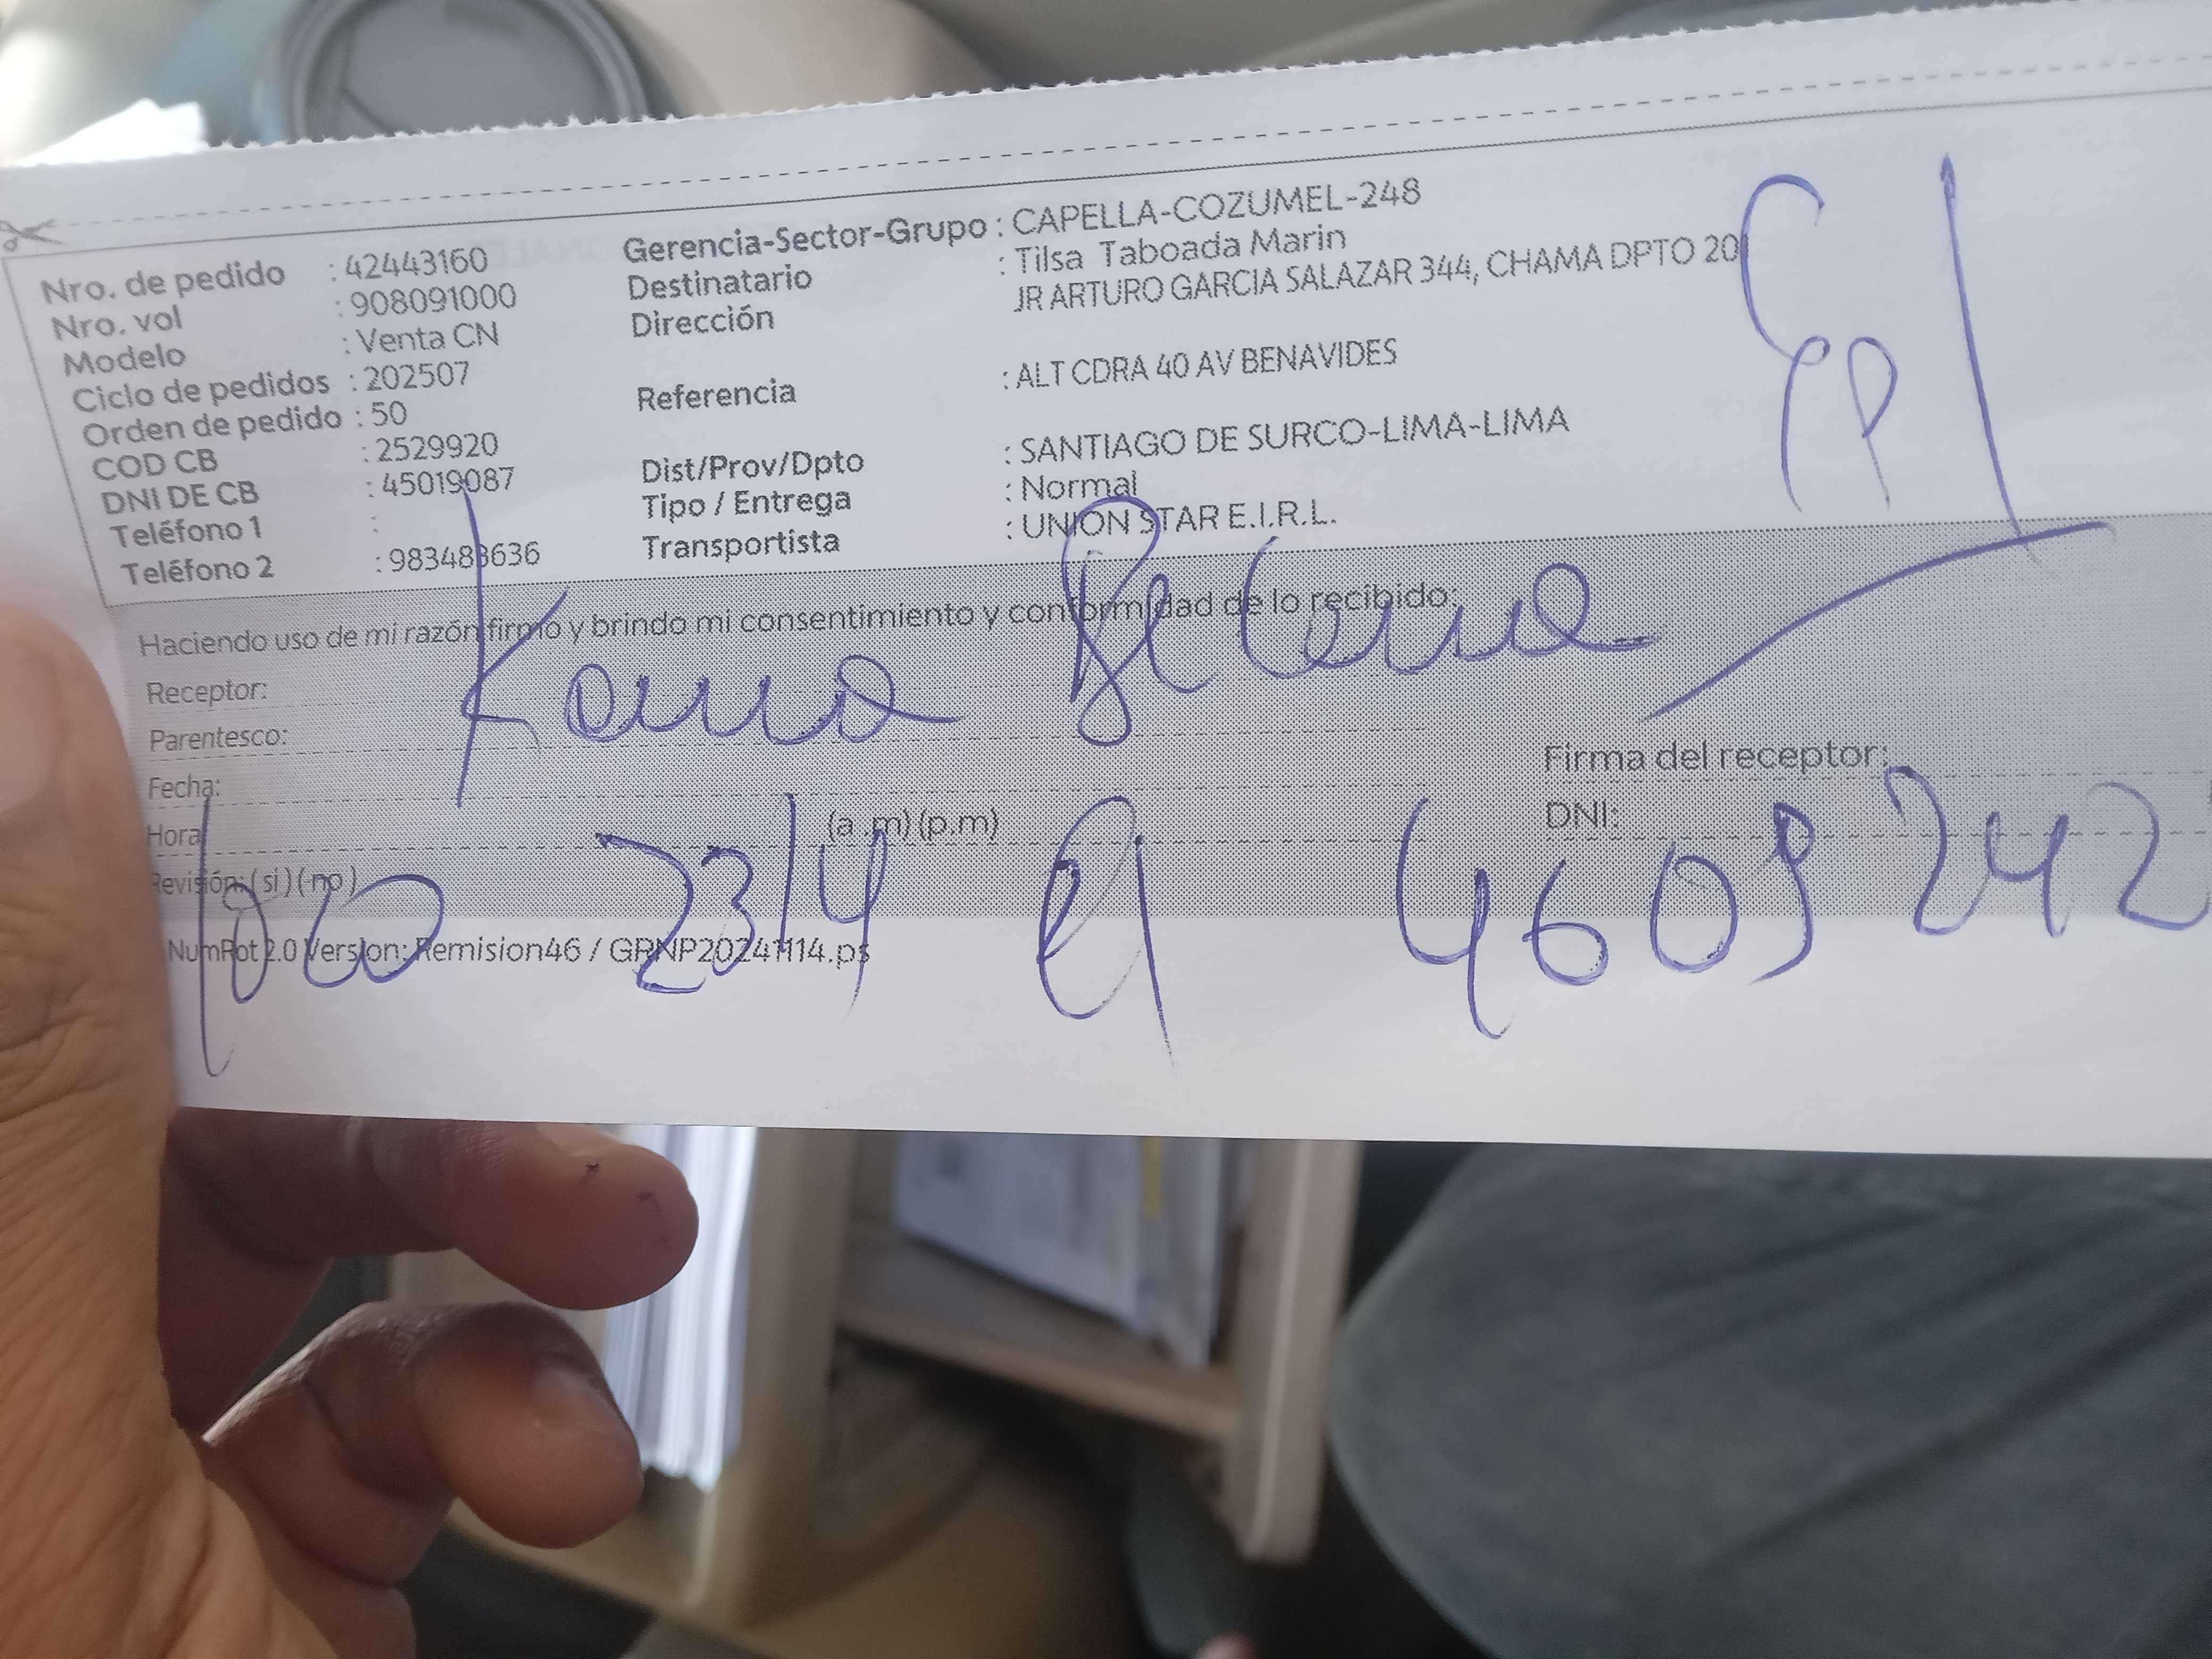 Nro. de pedido : 42443160
Nro. vol : 908091000
Modelo : Venta CN
Ciclo de pedidos : 202507
Orden de pedido : 50
COD CB : 2529920
DNI DE CB : 45019087
Teléfono 1 :
Teléfono 2 : 983483636
Gerencia-Sector-Grupo : CAPELLA-COZUMEL-248
Destinatario : Tilsa Taboada Marin
Dirección JR ARTURO GARCIA SALAZAR 344, CHAMA DPTO 201
Referencia : ALT CDRA 40 AV BENAVIDES
Dist/Prov/Dpto : SANTIAGO DE SURCO-LIMA-LIMA
Tipo / Entrega : Normal
Transportista : UNION STAR E.I.R.L.
Haciendo uso de mi razón firmo y brindo mi consentimiento y conformidad de lo recibido:
Receptor:
Parentesco:
Fecha:
Hora
(a.m) (p.m)
Revisión: (si) (no)
Firma del receptor:
DNI:
23/4
4609242
NumRot 2.0 Version: Remision46 / GRNP20241114.ps